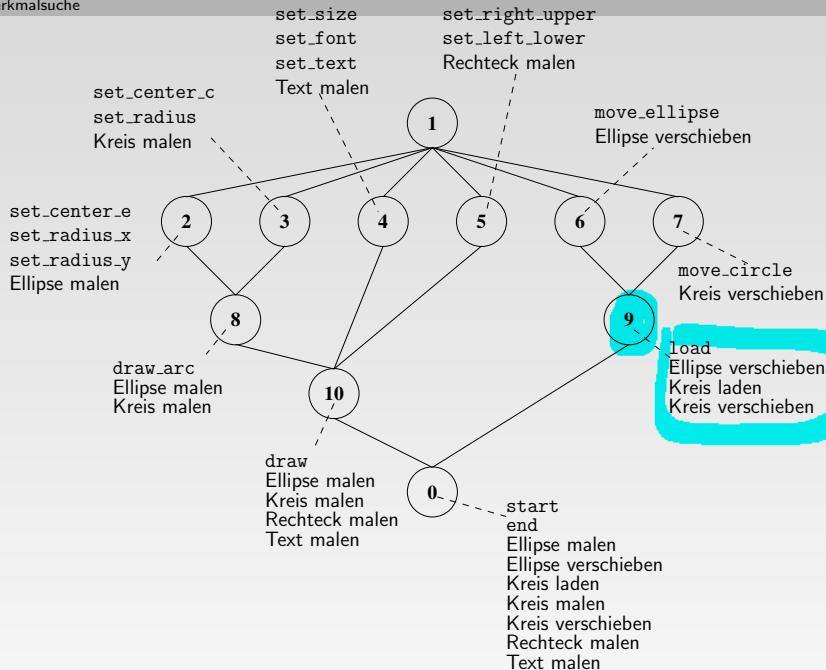 rkmalsuche
set_size
set_font
set_text
Text malen
set_right_upper
set_left_lower
Rechteck malen
set_center_c
set_radius
Kreis malen
1
move_ellipse
Ellipse verschieben
set_center_e
set_radius_x
set_radius_y
Ellipse malen
2
3
4
5
6
7
move_circle
Kreis verschieben
8
9
load
Ellipse verschieben
Kreis laden
Kreis verschieben
draw_arc
Ellipse malen
Kreis malen
10
draw
Ellipse malen
Kreis malen
Rechteck malen
Text malen
0
start
end
Ellipse malen
Ellipse verschieben
Kreis laden
Kreis malen
Kreis verschieben
Rechteck malen
Text malen